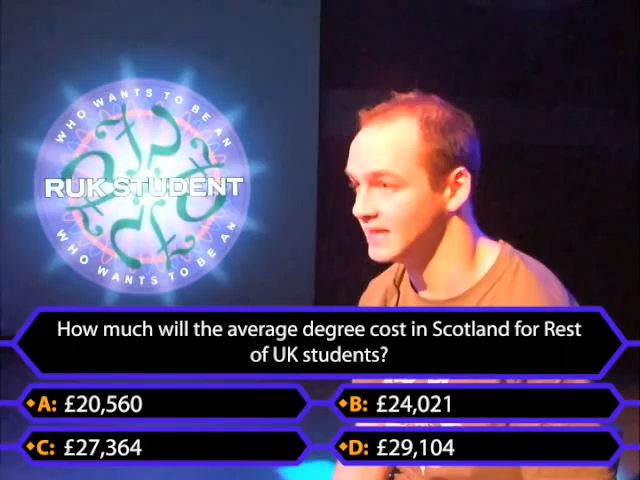 WHO WANTS TO BE AN
RUK STUDENT
WHO WANTS TO BE AN
How much will the average degree cost in Scotland for Rest
of UK students?
A: £20,560
B: £24,021
C: £27,364
D: £29,104